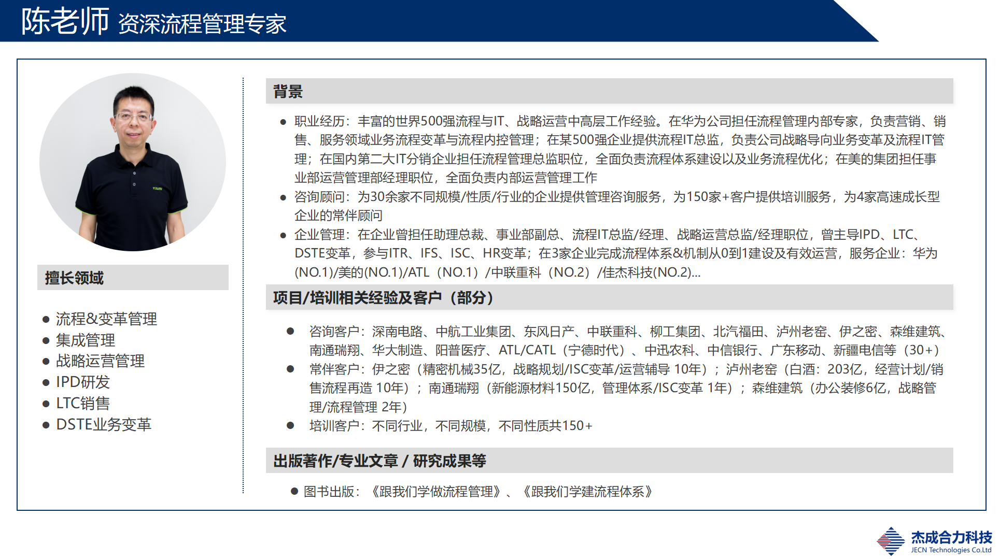 陈老师 资深流程管理专家
YIZUMI
擅长领域
● 流程&变革管理
● 集成管理
● 战略运营管理
● IPD研发
● LTC销售
● DSTE业务变革
背景
● 职业经历：丰富的世界500强流程与IT、战略运营中高层工作经验。在华为公司担任流程管理内部专家，负责营销、销
售、服务领域业务流程变革与流程内控管理；在某500强企业提供流程IT总监，负责公司战略导向业务变革及流程IT管
理；在国内第二大IT分销企业担任流程管理总监职位，全面负责流程体系建设以及业务流程优化；在美的集团担任事
业部运营管理部经理职位，全面负责内部运营管理工作
● 咨询顾问：为30余家不同规模/性质/行业的企业提供管理咨询服务，为150家+客户提供培训服务，为4家高速成长型
企业的常伴顾问
● 企业管理：在企业曾担任助理总裁、事业部副总、流程IT总监/经理、战略运营总监/经理职位，曾主导IPD、LTC、
DSTE变革，参与ITR、IFS、ISC、HR变革；在3家企业完成流程体系&机制从0到1建设及有效运营，服务企业：华为
(NO.1)/美的(NO.1)/ATL（NO.1）/中联重科（NO.2）/佳杰科技(NO.2)...
项目/培训相关经验及客户（部分）
● 咨询客户：深南电路、中航工业集团、东风日产、中联重科、柳工集团、北汽福田、泸州老窑、伊之密、森维建筑、
南通瑞翔、华大制造、阳普医疗、ATL/CATL（宁德时代）、中迅农科、中信银行、广东移动、新疆电信等（30+）
● 常伴客户：伊之密（精密机械35亿，战略规划/ISC变革/运营辅导 10年）；泸州老窑（白酒：203亿，经营计划/销
售流程再造 10年）；南通瑞翔（新能源材料150亿，管理体系/ISC变革 1年）；森维建筑（办公装修6亿，战略管
理/流程管理 2年）
● 培训客户：不同行业，不同规模，不同性质共150+
出版著作/专业文章 / 研究成果等
● 图书出版：《跟我们学做流程管理》、《跟我们学建流程体系》
杰成合力科技
JECN Technologies Co.Ltd